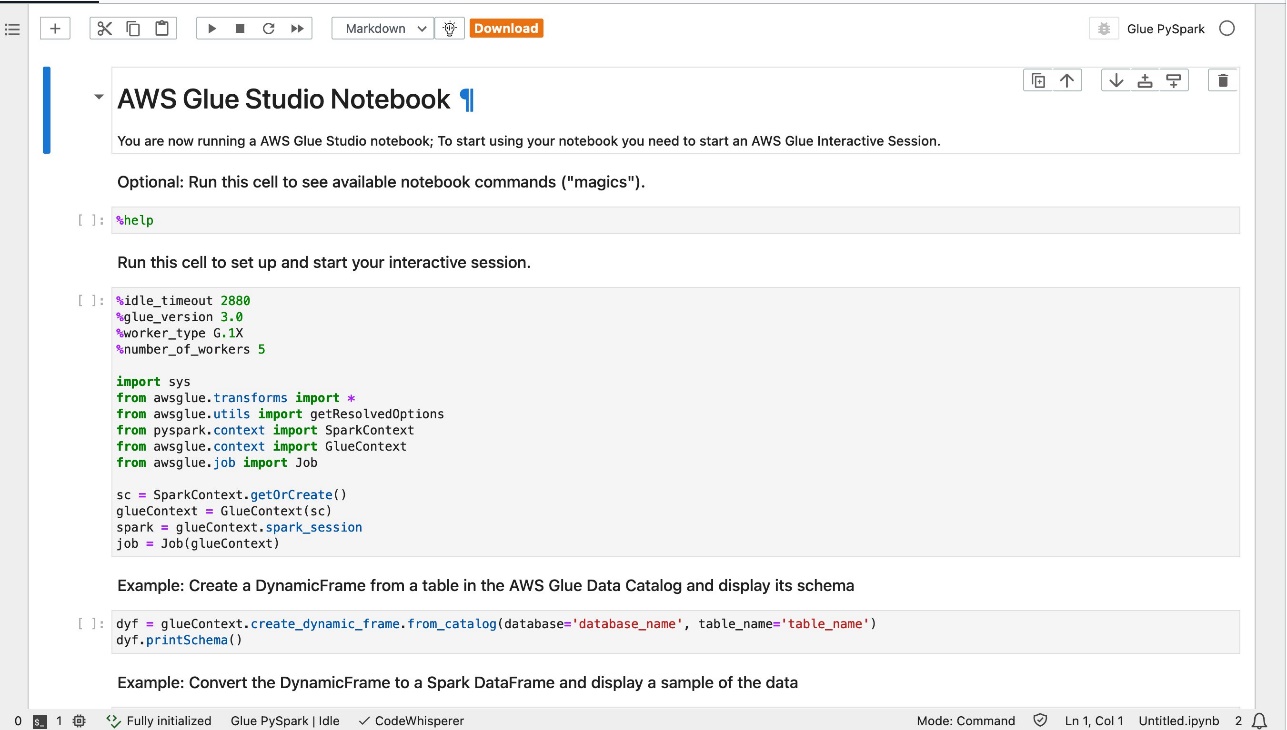 Markdown
Download
Glue PySpark
AWS Glue Studio Notebook ¶
You are now running a AWS Glue Studio notebook; To start using your notebook you need to start an AWS Glue Interactive Session.
Optional: Run this cell to see available notebook commands ("magics").
[ ]: %help
Run this cell to set up and start your interactive session.
[ ]: %idle_timeout 2880
%glue_version 3.0
%worker_type G.1X
%number_of_workers 5
import sys
from awsglue.transforms import *
from awsglue.utils import getResolvedOptions
from pyspark.context import SparkContext
from awsglue.context import GlueContext
from awsglue.job import Job
sc = SparkContext.getOrCreate()
glueContext = GlueContext(sc)
spark = glueContext.spark_session
job = Job(glueContext)
Example: Create a DynamicFrame from a table in the AWS Glue Data Catalog and display its schema
[ ]: dyf = glueContext.create_dynamic_frame.from_catalog(database='database_name', table_name='table_name')
dyf.printSchema()
Example: Convert the DynamicFrame to a Spark DataFrame and display a sample of the data
0 1 Fully initialized Glue PySpark | Idle CodeWhisperer Mode: Command Ln 1, Col 1 Untitled.ipynb 2